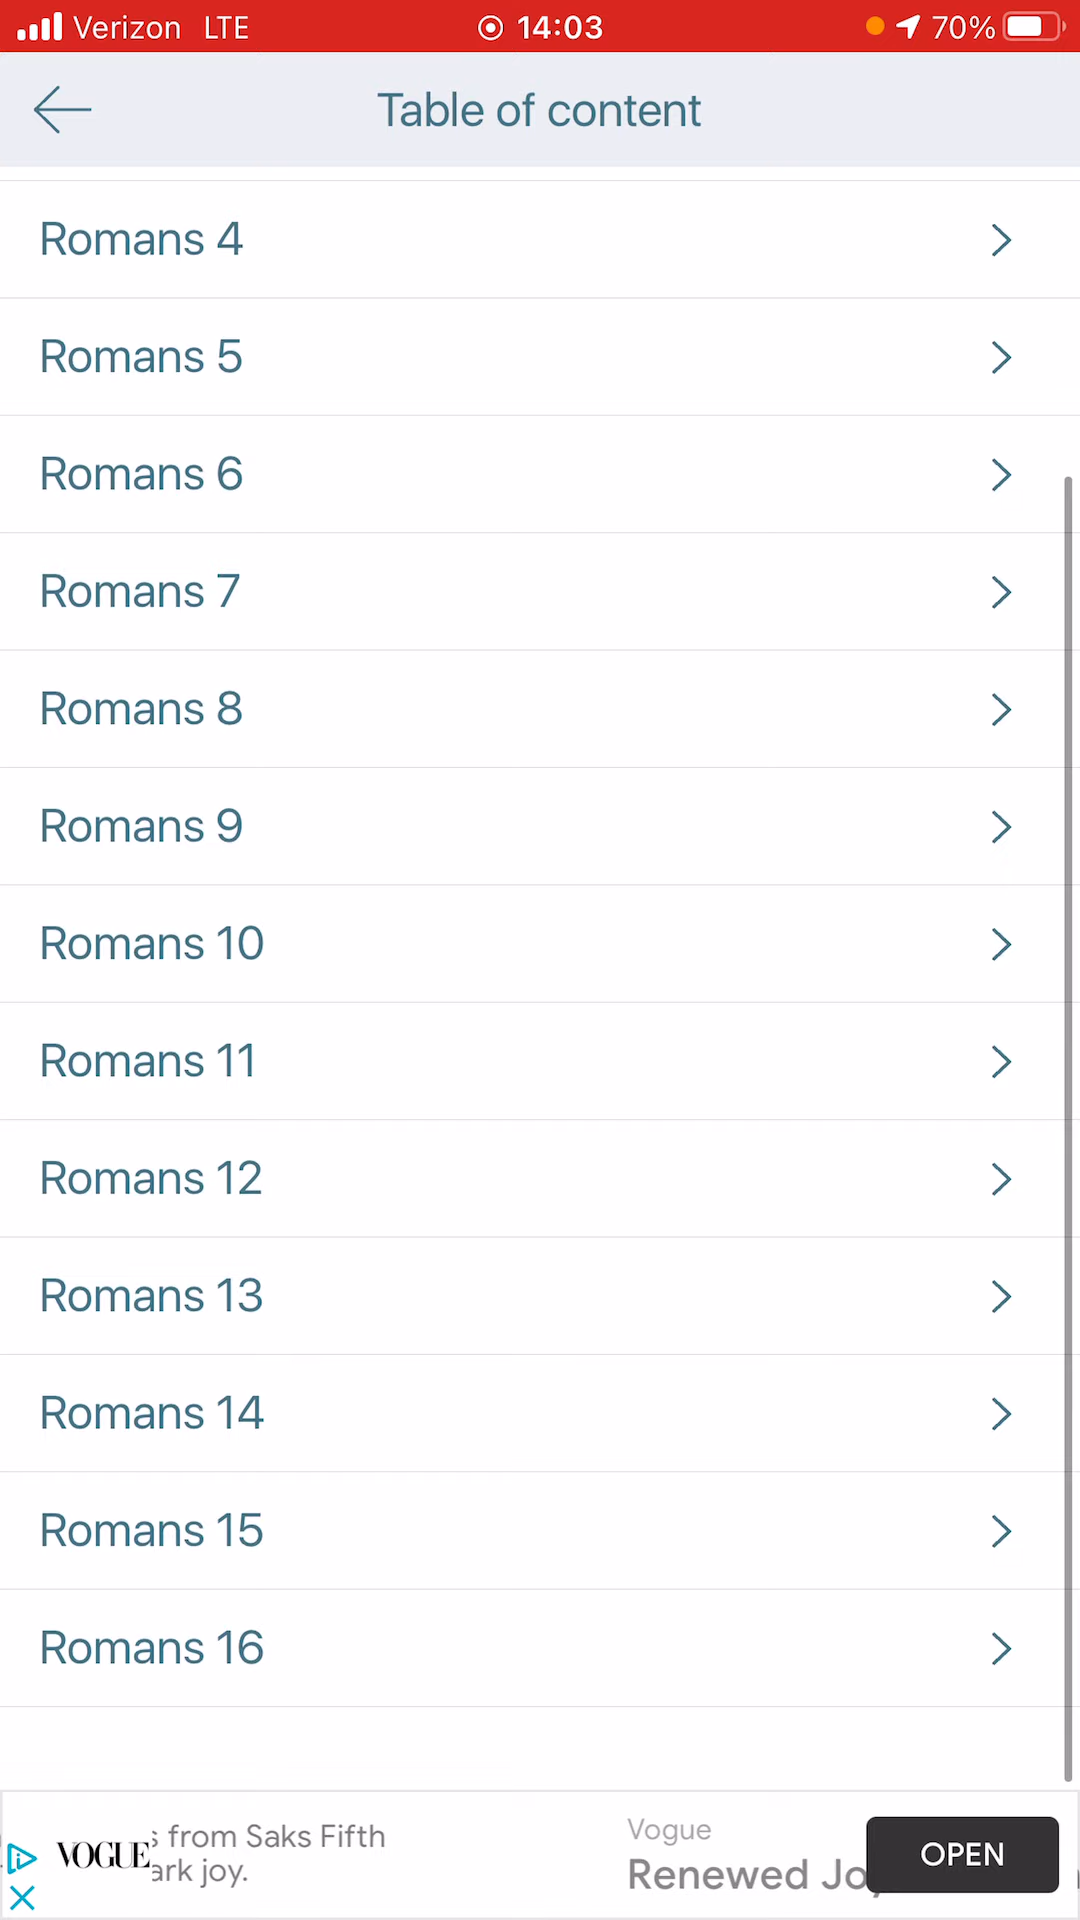 Verizon LTE 14:03 70%
Table of content
Romans 4
Romans 5
Romans 6
Romans 7
Romans 8
Romans 9
Romans 10
Romans 11
Romans 12
Romans 13
Romans 14
Romans 15
Romans 16
VOGUE
from Saks Fifth
ark joy.
Vogue
Renewed Jo
OPEN